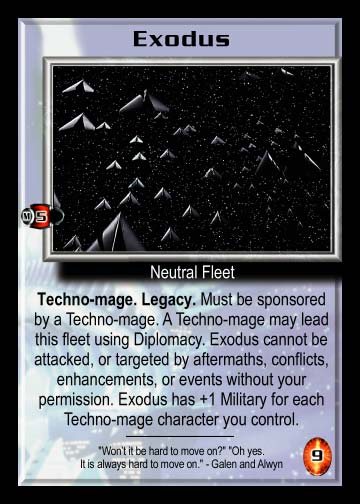 Exodus
M 5
Neutral Fleet
Techno-mage. Legacy. Must be sponsored
by a Techno-mage. A Techno-mage may lead
this fleet using Diplomacy. Exodus cannot be
attacked, or targeted by aftermaths, conflicts,
enhancements, or events without your
permission. Exodus has +1 Military for each
Techno-mage character you control.
"Won't it be hard to move on?" "Oh yes.
It is always hard to move on." - Galen and Alwyn
9